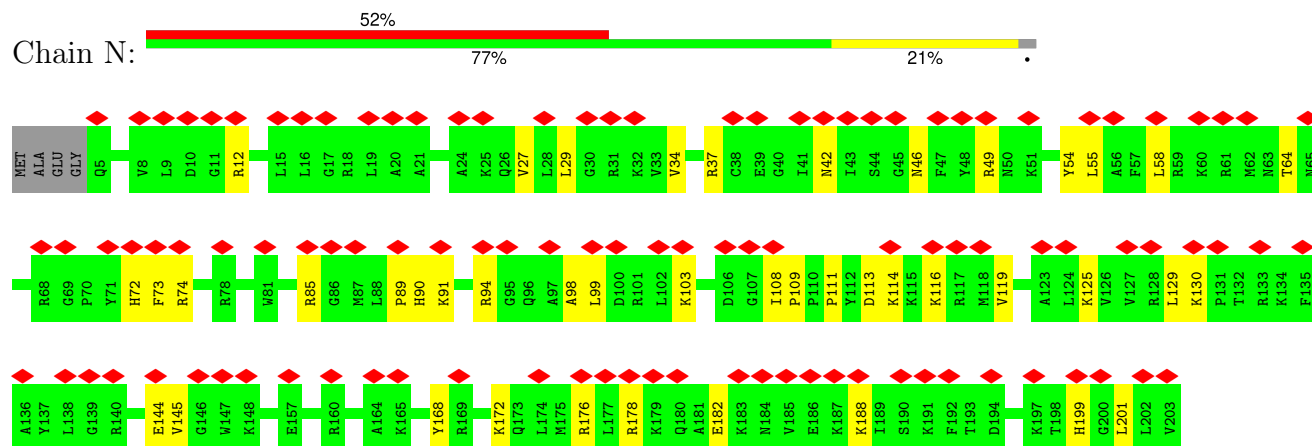 52%
Chain N:
77% 21% •
MET ALA GLU GLY Q5 V8 L9 D10 G11 R12 L15 L16 G17 R18 L19 A20 A21 A24 K25 Q26 V27 L28 L29 G30 R31 K32 V33 V34 R37 C38 E39 G40 I41 N42 I43 S44 G45 N46 F47 Y48 R49 N50 K51 Y54 L55 A56 F57 L58 R59 K60 R61 M62 N63 T64 N65
R68 G69 P70 Y71 H72 F73 R74 R78 W81 R85 G86 M87 L88 P89 H90 K91 R94 G95 Q96 A97 A98 L99 D100 R101 L102 K103 D106 G107 I108 P109 P110 P111 Y112 D113 K114 K115 K116 R117 M118 V119 A123 L124 K125 V126 V127 R128 L129 K130 P131 T132 R133 K134 F135
A136 Y137 L138 G139 R140 E144 V145 G146 W147 K148 E157 R160 A164 K165 Y168 R169 K172 Q173 L174 M175 R176 L177 R178 K179 Q180 A181 E182 K183 N184 V185 E186 K187 K188 I189 S190 K191 F192 T193 D194 K197 T198 H199 G200 L201 L202 V203